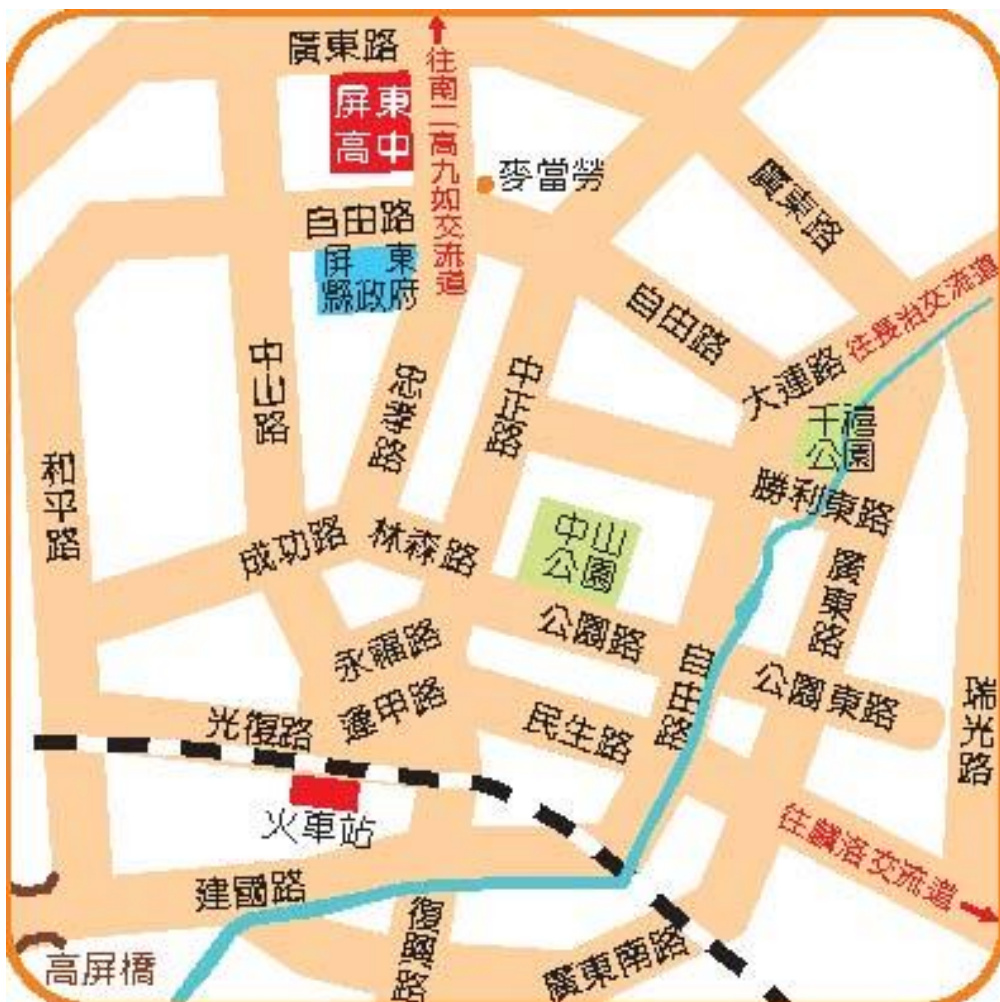 廣東路
往南二高九如交流道
屏東
高中
麥當勞
廣東路
自由路
屏東
縣政府
自由路
往長治交流道
大連路
中山路
忠孝路
中正路
千禧
公園
和平路
勝利東路
成功路
林森路
中山
公園
廣東路
公園路
永福路
自由路
公園東路
瑞光路
逢甲路
光復路
民生路
火車站
往麟洛交流道
建國路
復興路
廣東南路
高屏橋